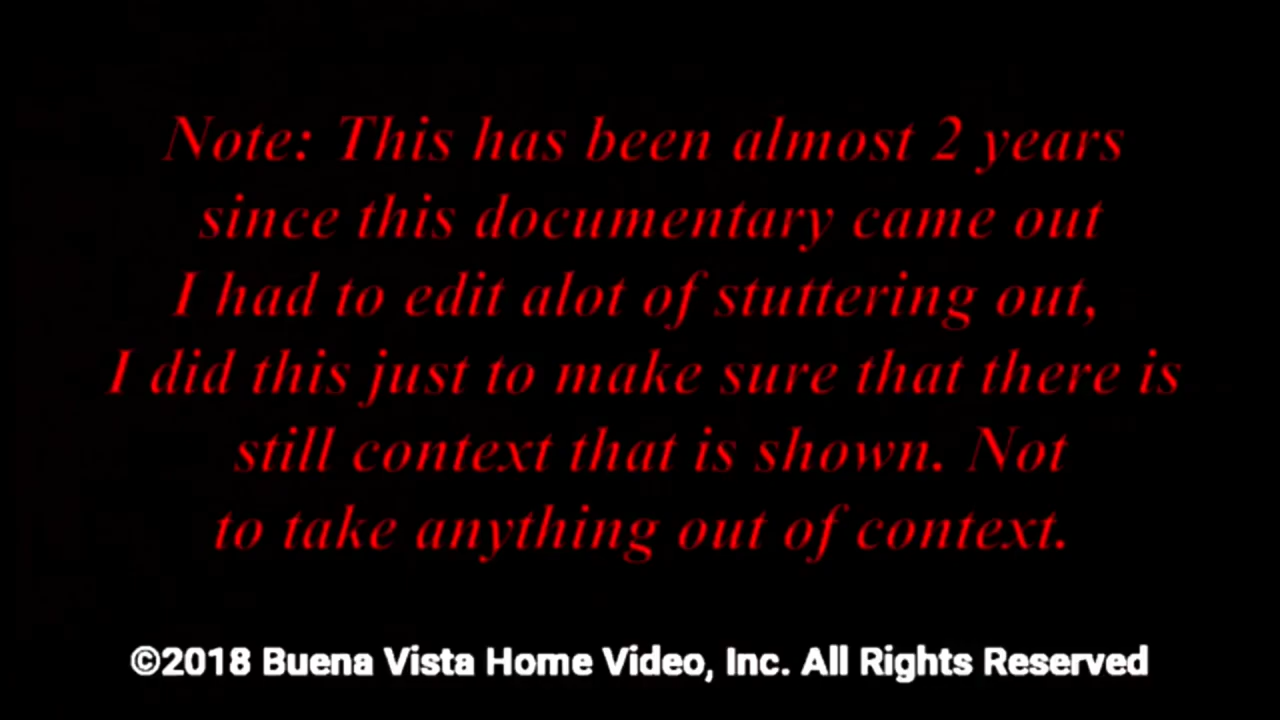 Note: This has been almost 2 years
since this documentary came out
I had to edit alot of stuttering out,
I did this just to make sure that there is
still context that is shown. Not
to take anything out of context.
©2018 Buena Vista Home Video, Inc. All Rights Reserved